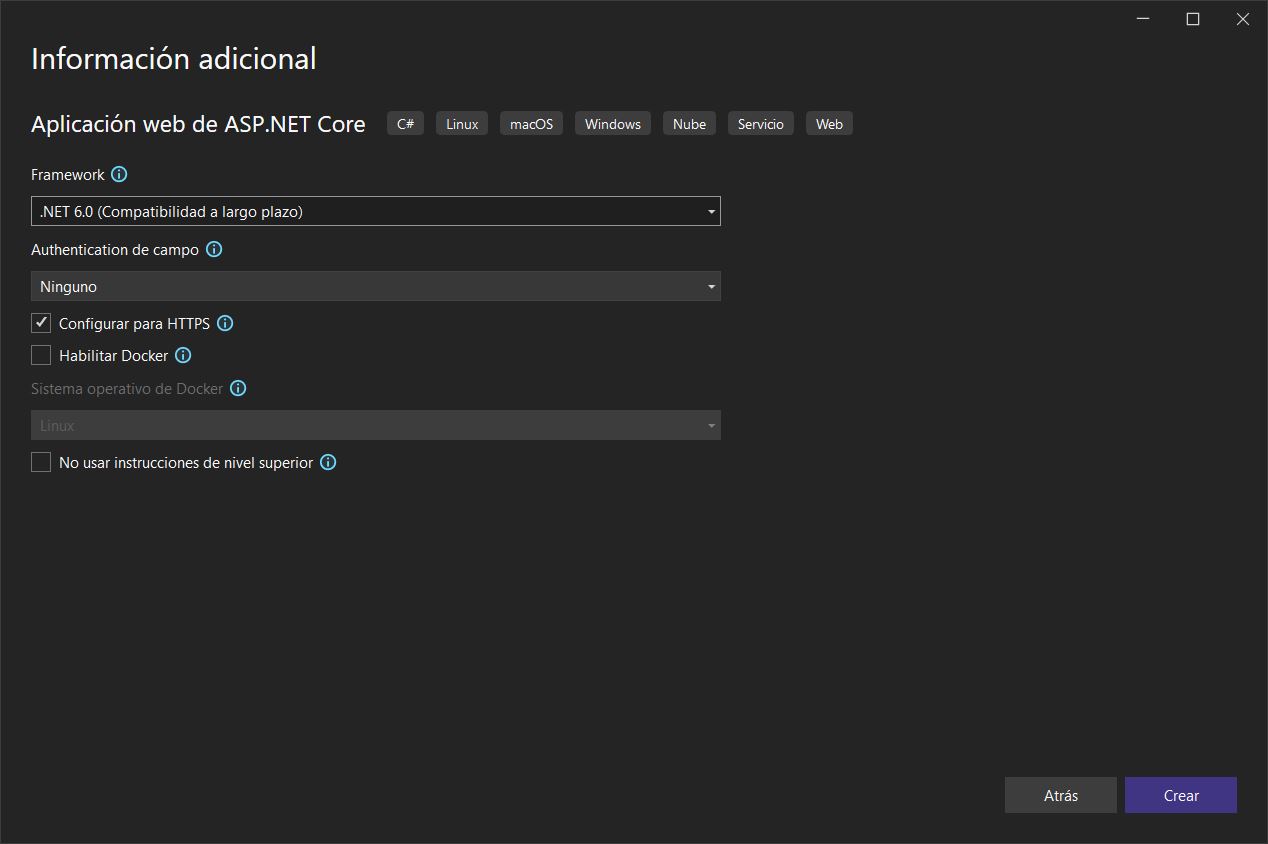 Información adicional
Aplicación web de ASP.NET Core C# Linux macOS Windows Nube Servicio Web
Framework
.NET 6.0 (Compatibilidad a largo plazo)
Authentication de campo
Ninguno
Configurar para HTTPS
Habilitar Docker
Sistema operativo de Docker
Linux
No usar instrucciones de nivel superior
Atrás Crear